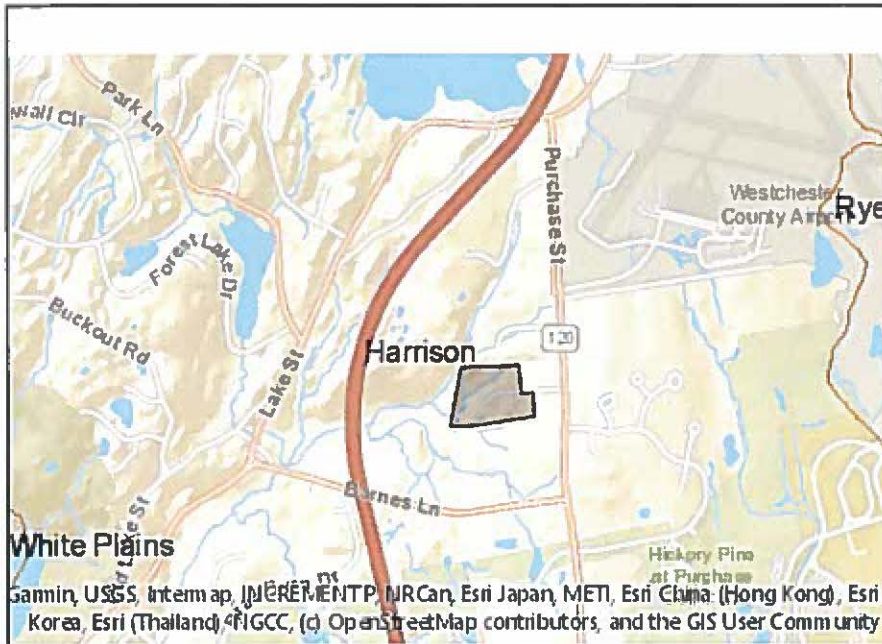 Park Ln
Purchase St
Westchester
County Airport
Rye
Forest Lake Dr
Buckout Rd
Lake St
Harrison
120
Barnes Ln
White Plains
Lake St
Hickory Pine
at Purchase
Garmin, USGS, Intermap, INCREMENT P, NRCan, Esri Japan, METI, Esri China (Hong Kong), Esri
Korea, Esri (Thailand), NGCC, (c) OpenStreetMap contributors, and the GIS User Community